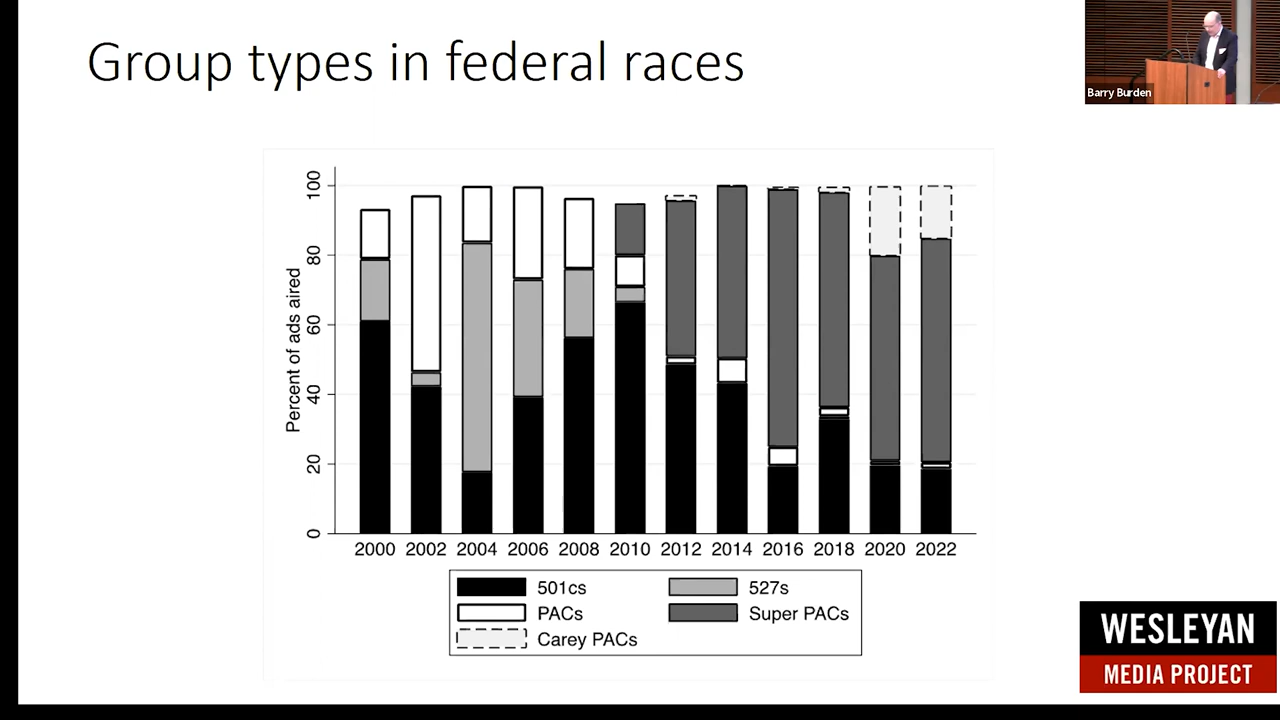 Group types in federal races
Barry Burden
Percent of ads aired
100
80
60
40
20
0
2000 2002 2004 2006 2008 2010 2012 2014 2016 2018 2020 2022
501cs 527s
PACs Super PACs
Carey PACs
WESLEYAN
MEDIA PROJECT